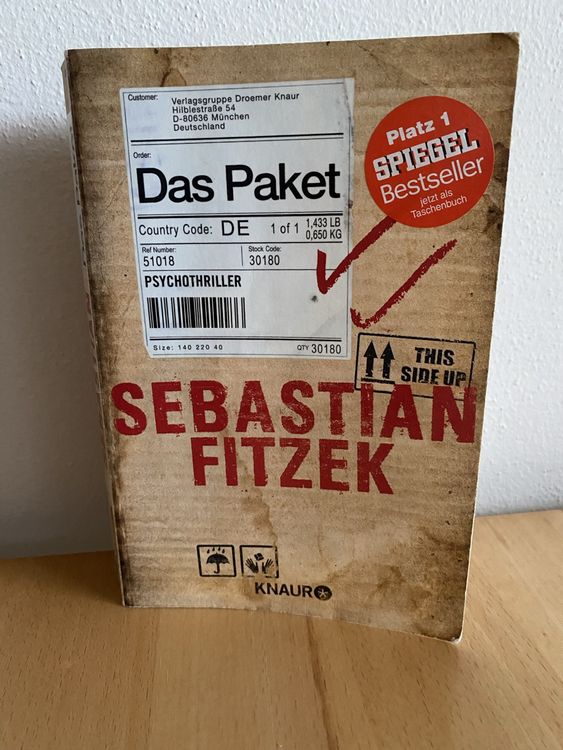 Customer:
Verlagsgruppe Droemer Knaur
Hilblestraße 54
D-80636 München
Deutschland
Order:
Das Paket
Country Code: DE
1 of 1
1,433 LB
0,650 KG
Ref Number:
51018
Stock Code:
30180
PSYCHOTHRILLER
Size: 140 220 40
QTY 30180
Platz 1
SPIEGEL
Bestseller
jetzt als
Taschenbuch
THIS
SIDE UP
SEBASTIAN
FITZEK
KNAUR